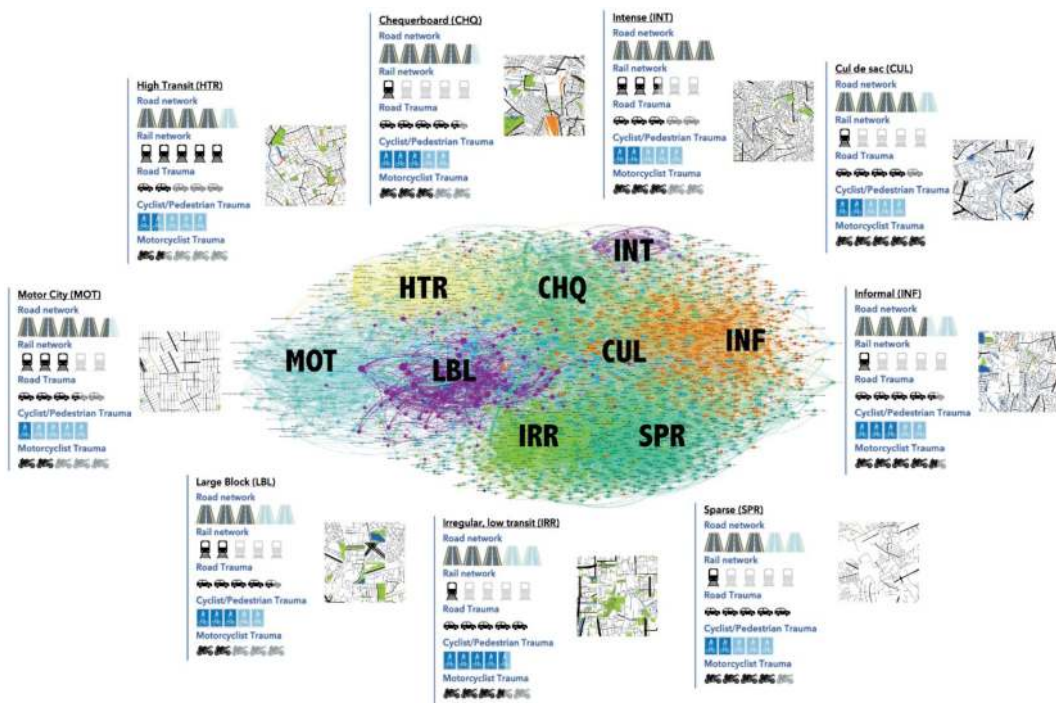 Chequerboard (CHQ)
Road network
Rail network
Road Trauma
Cyclist/Pedestrian Trauma
Motorcyclist Trauma
Intense (INT)
Road network
Rail network
Road Trauma
Cyclist/Pedestrian Trauma
Motorcyclist Trauma
High Transit (HTR)
Road network
Rail network
Road Trauma
Cyclist/Pedestrian Trauma
Motorcyclist Trauma
Cul de sac (CUL)
Road network
Rail network
Road Trauma
Cyclist/Pedestrian Trauma
Motorcyclist Trauma
INT
HTR
CHQ
MOT
LBL
CUL
INF
IRR
SPR
Motor City (MOT)
Road network
Rail network
Road Trauma
Cyclist/Pedestrian Trauma
Motorcyclist Trauma
Informal (INF)
Road network
Rail network
Road Trauma
Cyclist/Pedestrian Trauma
Motorcyclist Trauma
Large Block (LBL)
Road network
Rail network
Road Trauma
Cyclist/Pedestrian Trauma
Motorcyclist Trauma
Irregular, low transit (IRR)
Road network
Rail network
Road Trauma
Cyclist/Pedestrian Trauma
Motorcyclist Trauma
Sparse (SPR)
Road network
Rail network
Road Trauma
Cyclist/Pedestrian Trauma
Motorcyclist Trauma